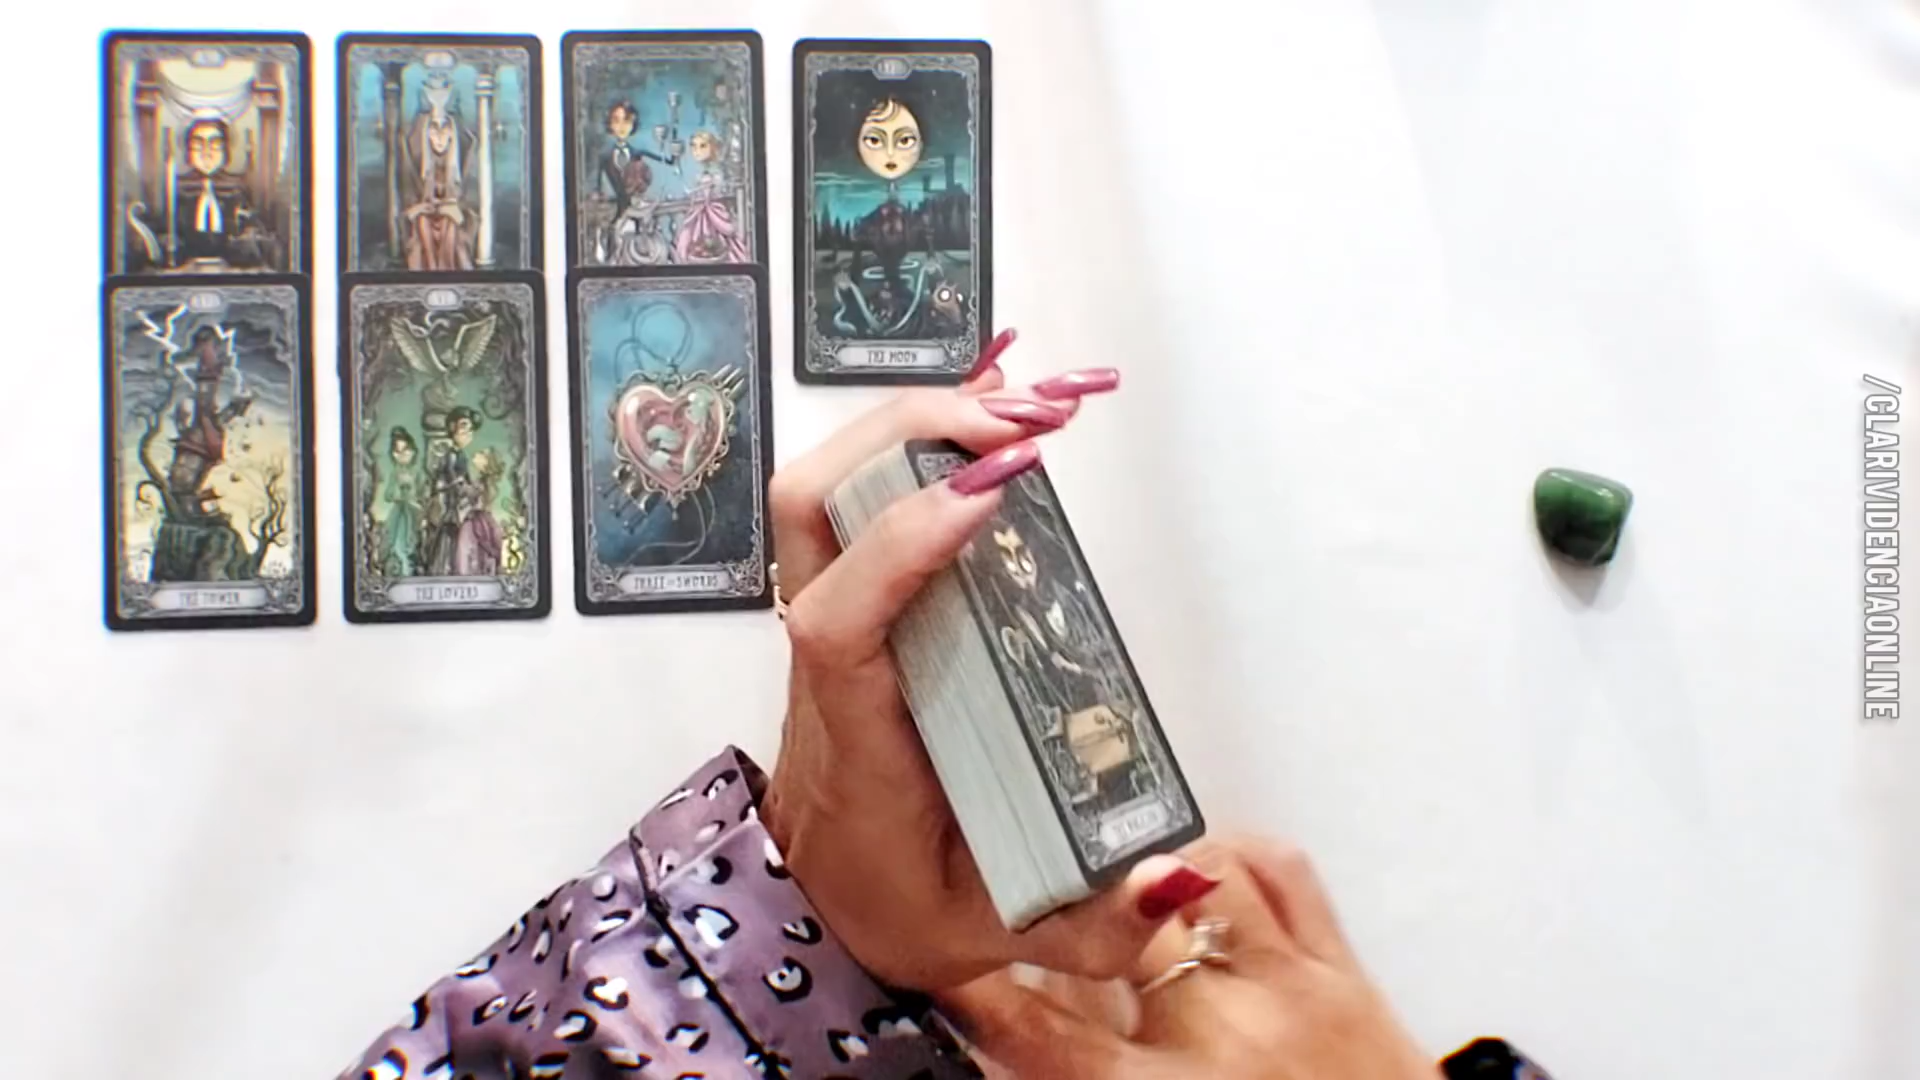 THE MOON
THE TOWER
THE LOVERS
THREE OF SWORDS
/CLARIVIDENCIAONLINE